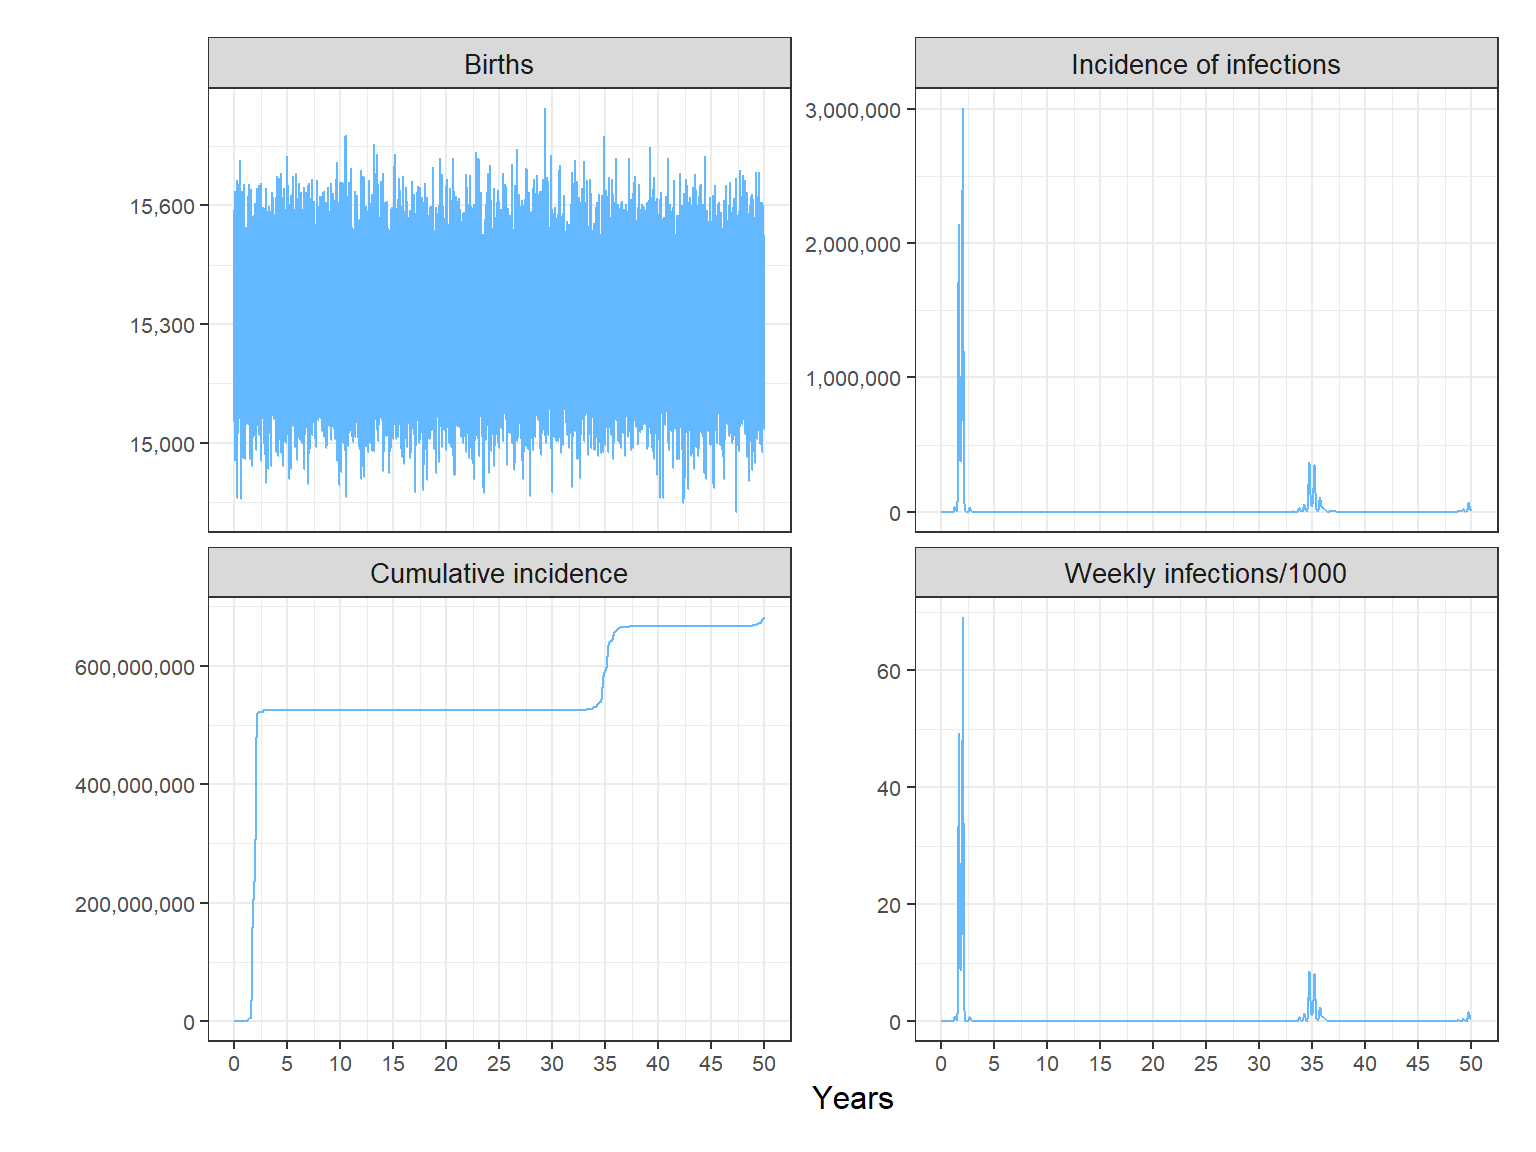 Births
Incidence of infections
15,600
15,300
15,000
3,000,000
2,000,000
1,000,000
0
Cumulative incidence
Weekly infections/1000
600,000,000
400,000,000
200,000,000
0
60
40
20
0
0 5 10 15 20 25 30 35 40 45 50
0 5 10 15 20 25 30 35 40 45 50
Years